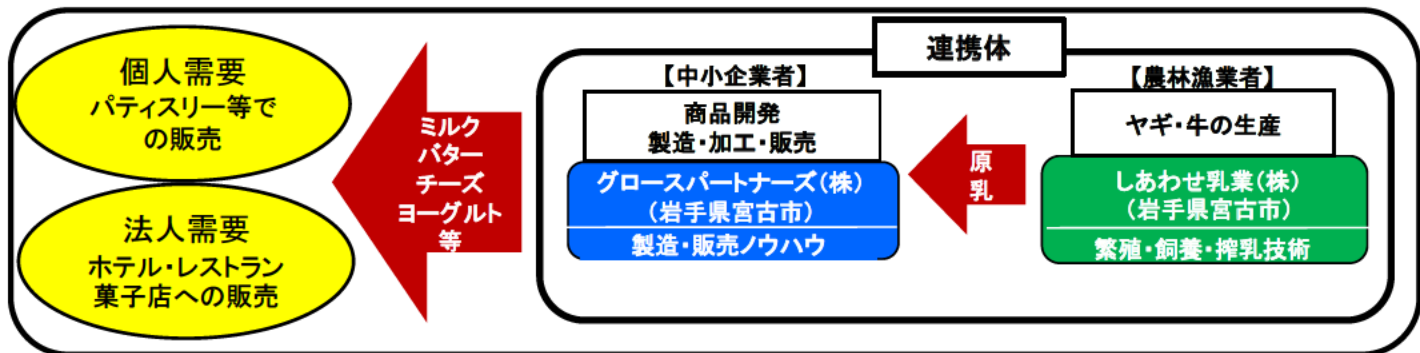 連携体
個人需要
パティスリー等で
の販売
法人需要
ホテル・レストラン
菓子店への販売
ミルク
バター
チーズ
ヨーグルト
等
【中小企業者】
商品開発
製造・加工・販売
グロースパートナーズ(株)
(岩手県宮古市)
製造・販売ノウハウ
原
乳
【農林漁業者】
ヤギ・牛の生産
しあわせ乳業(株)
(岩手県宮古市)
繁殖・飼養・搾乳技術